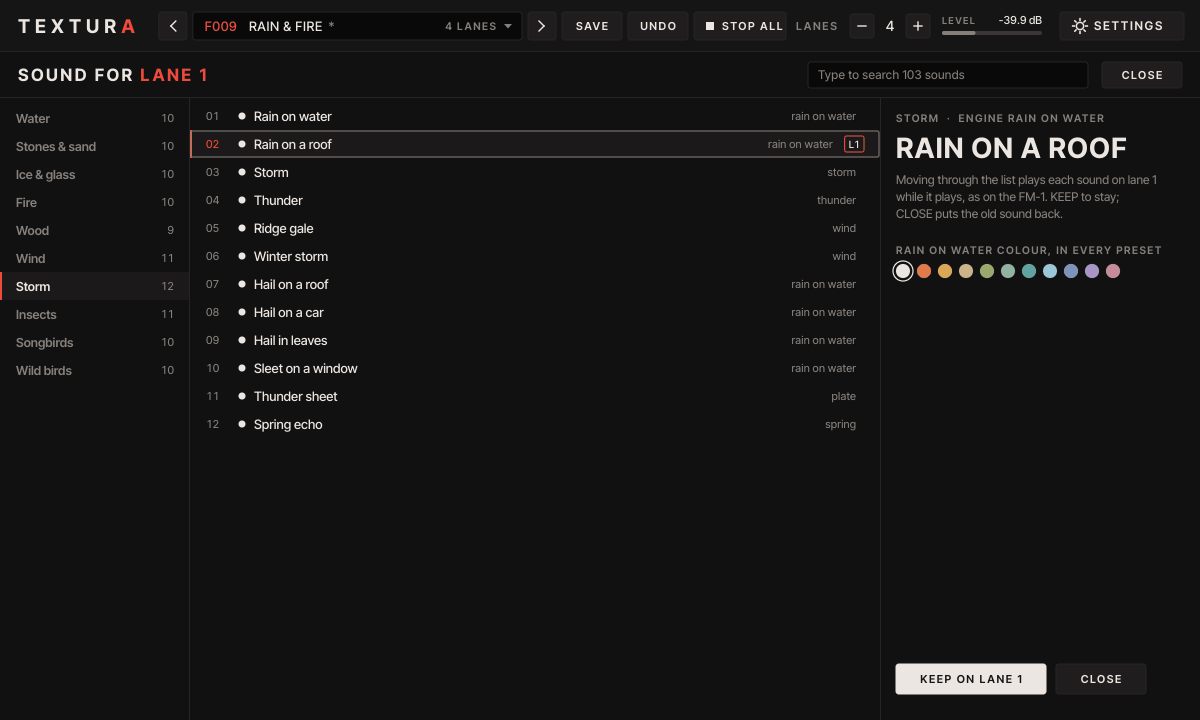 TEXTURA
F009 RAIN & FIRE * 4 LANES
SAVE
UNDO
STOP ALL
LANES
4
LEVEL -39.9 dB
SETTINGS
SOUND FOR LANE 1
Type to search 103 sounds
CLOSE
Water 10
Stones & sand 10
Ice & glass 10
Fire 10
Wood 9
Wind 11
Storm 12
Insects 11
Songbirds 10
Wild birds 10
01 Rain on water rain on water
02 Rain on a roof rain on water L1
03 Storm storm
04 Thunder thunder
05 Ridge gale wind
06 Winter storm wind
07 Hail on a roof rain on water
08 Hail on a car rain on water
09 Hail in leaves rain on water
10 Sleet on a window rain on water
11 Thunder sheet plate
12 Spring echo spring
STORM · ENGINE RAIN ON WATER
RAIN ON A ROOF
Moving through the list plays each sound on lane 1
while it plays, as on the FM-1. KEEP to stay;
CLOSE puts the old sound back.
RAIN ON WATER COLOUR, IN EVERY PRESET
KEEP ON LANE 1
CLOSE